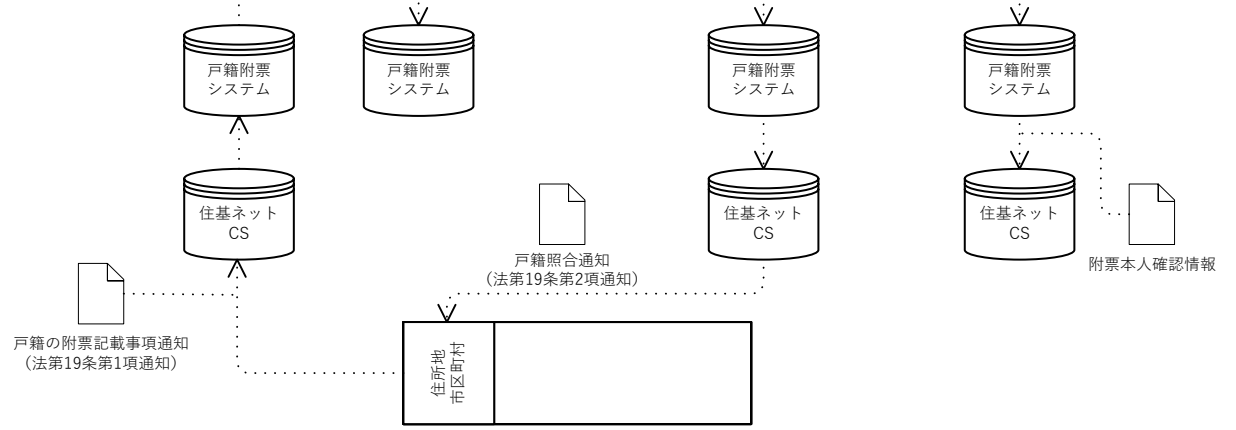 戸籍附票
システム
戸籍附票
システム
戸籍附票
システム
戸籍附票
システム
住基ネット
CS
住基ネット
CS
住基ネット
CS
戸籍照合通知
（法第19条第2項通知）
附票本人確認情報
戸籍の附票記載事項通知
（法第19条第1項通知）
住所地
市区町村